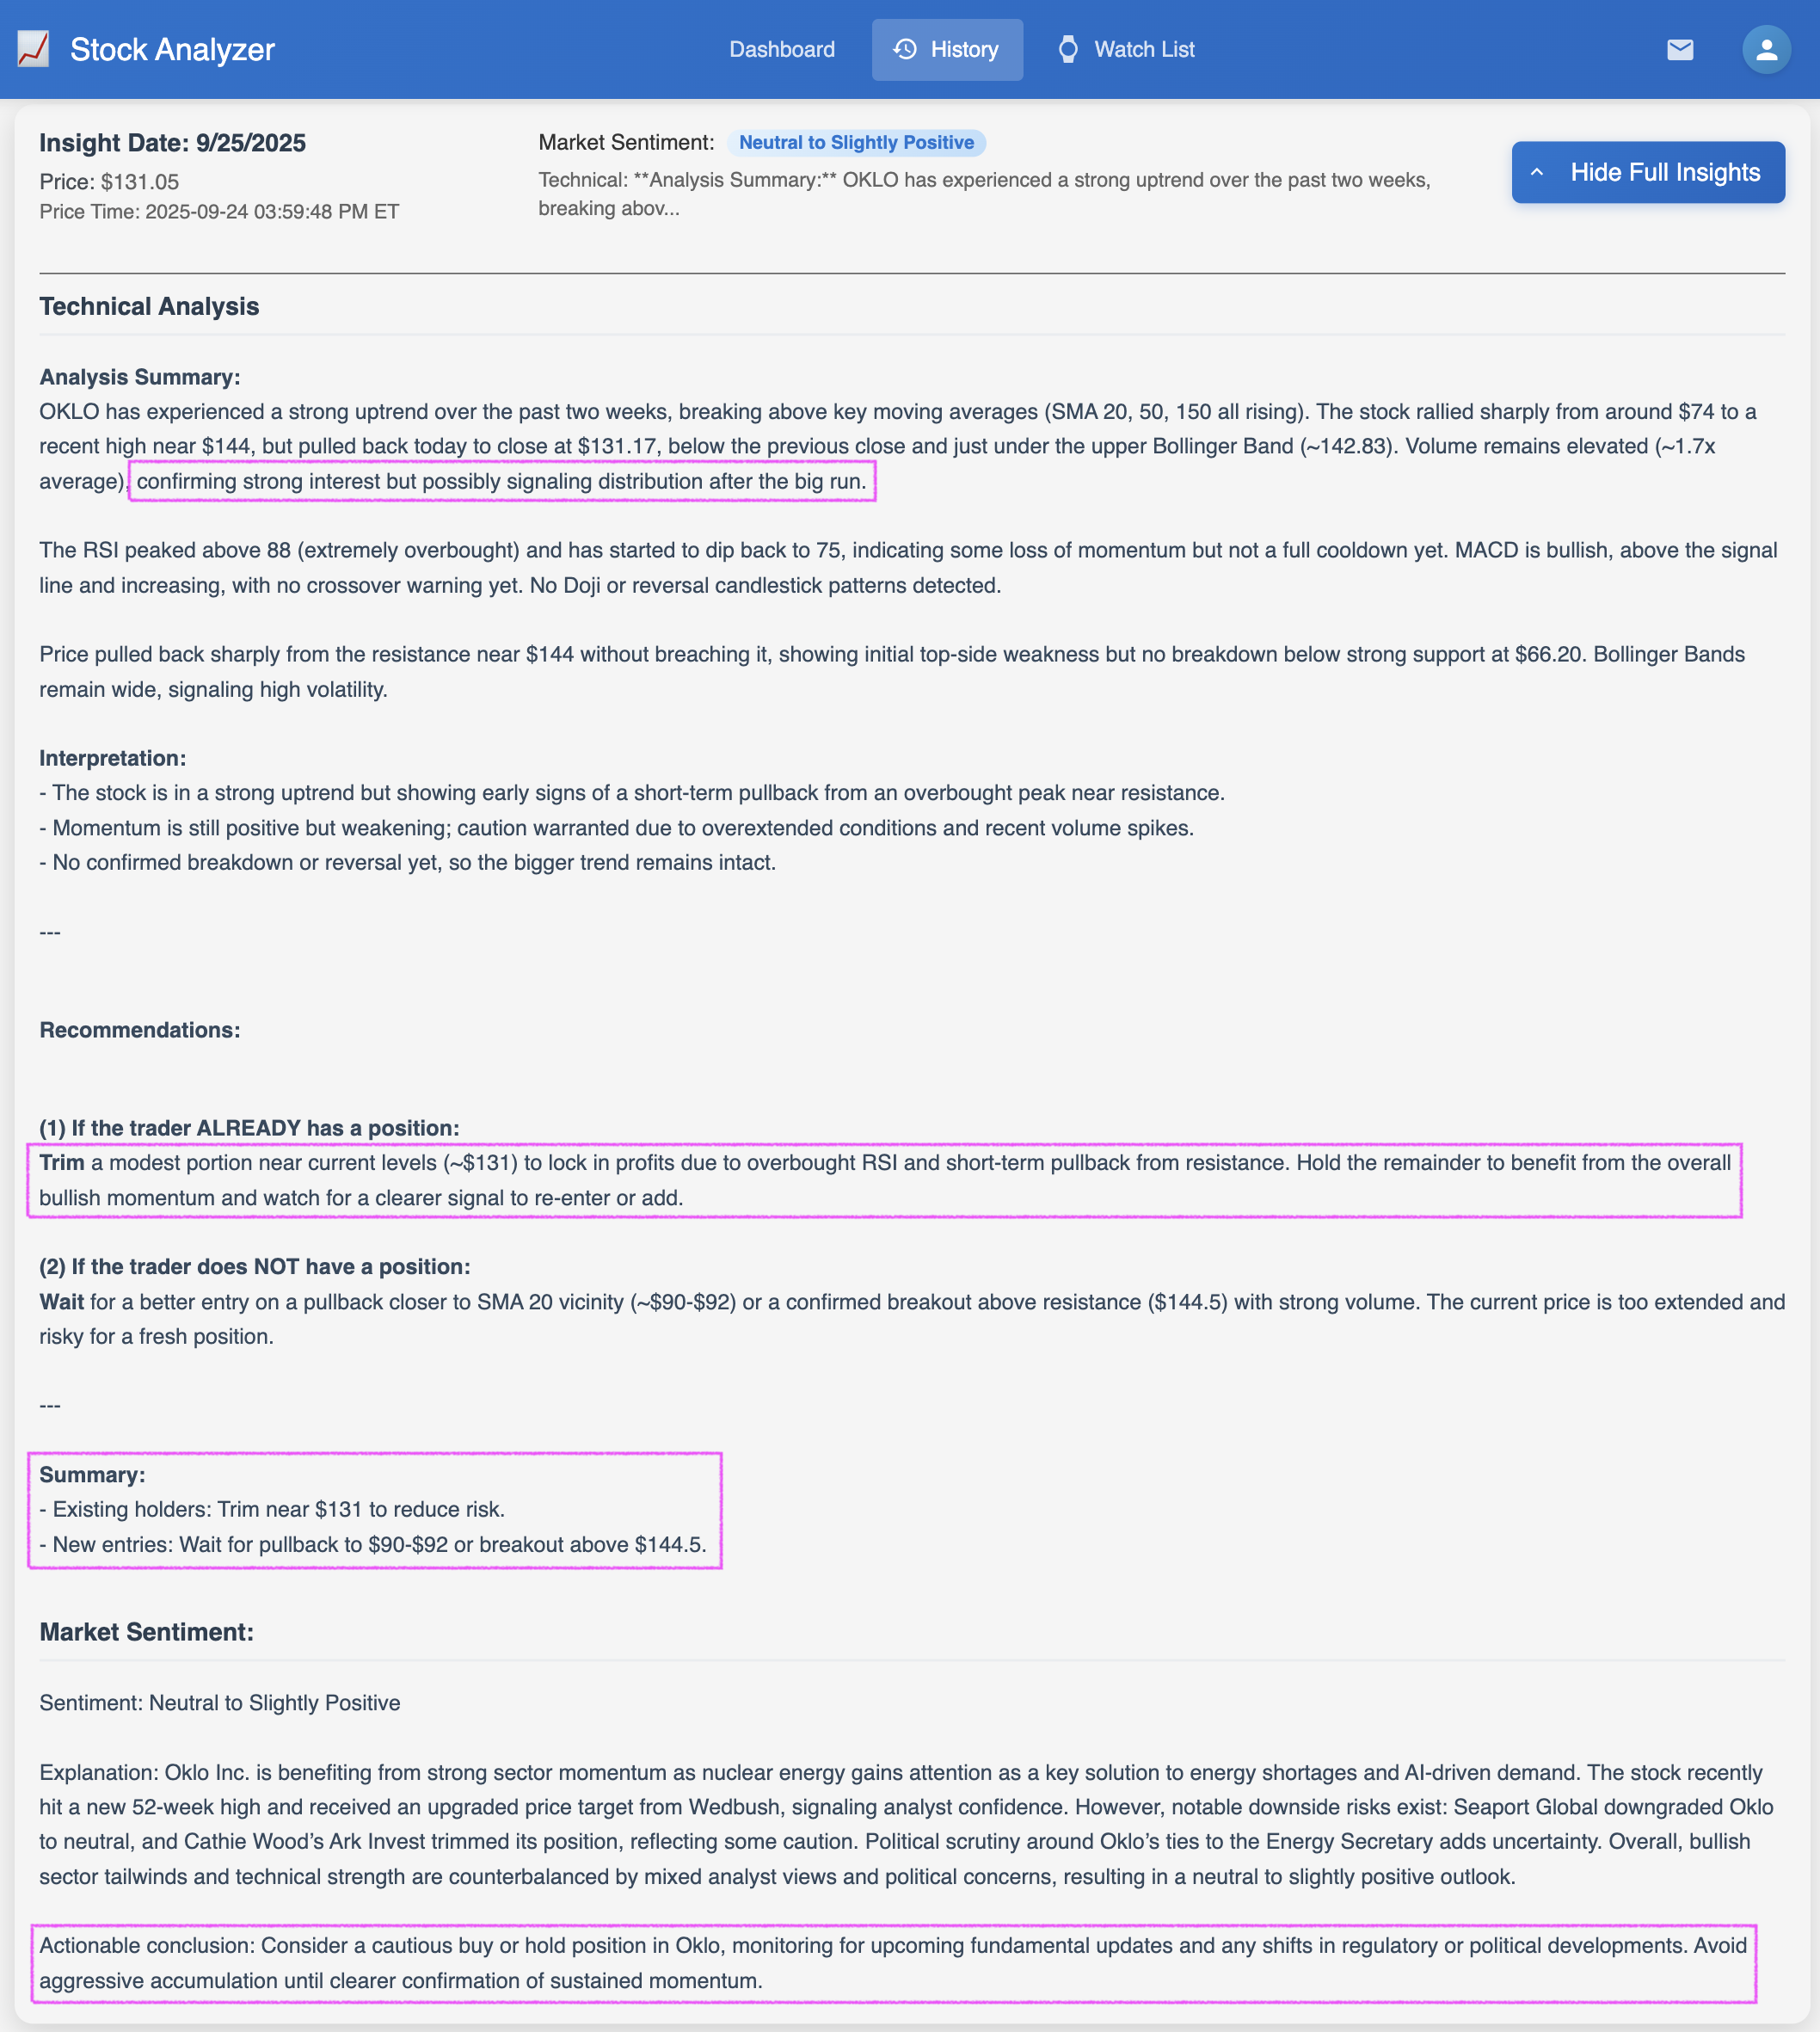 Stock Analyzer
Dashboard
History
Watch List
Insight Date: 9/25/2025
Price: $131.05
Price Time: 2025-09-24 03:59:48 PM ET
Market Sentiment: Neutral to Slightly Positive
Technical: **Analysis Summary:** OKLO has experienced a strong uptrend over the past two weeks,
breaking abov...
Hide Full Insights
Technical Analysis
Analysis Summary:
OKLO has experienced a strong uptrend over the past two weeks, breaking above key moving averages (SMA 20, 50, 150 all rising). The stock rallied sharply from around $74 to a
recent high near $144, but pulled back today to close at $131.17, below the previous close and just under the upper Bollinger Band (~142.83). Volume remains elevated (~1.7x
average), confirming strong interest but possibly signaling distribution after the big run.
The RSI peaked above 88 (extremely overbought) and has started to dip back to 75, indicating some loss of momentum but not a full cooldown yet. MACD is bullish, above the signal
line and increasing, with no crossover warning yet. No Doji or reversal candlestick patterns detected.
Price pulled back sharply from the resistance near $144 without breaching it, showing initial top-side weakness but no breakdown below strong support at $66.20. Bollinger Bands
remain wide, signaling high volatility.
Interpretation:
- The stock is in a strong uptrend but showing early signs of a short-term pullback from an overbought peak near resistance.
- Momentum is still positive but weakening; caution warranted due to overextended conditions and recent volume spikes.
- No confirmed breakdown or reversal yet, so the bigger trend remains intact.
---
Recommendations:
(1) If the trader ALREADY has a position:
Trim a modest portion near current levels (~$131) to lock in profits due to overbought RSI and short-term pullback from resistance. Hold the remainder to benefit from the overall
bullish momentum and watch for a clearer signal to re-enter or add.
(2) If the trader does NOT have a position:
Wait for a better entry on a pullback closer to SMA 20 vicinity (~$90-$92) or a confirmed breakout above resistance ($144.5) with strong volume. The current price is too extended and
risky for a fresh position.
---
Summary:
- Existing holders: Trim near $131 to reduce risk.
- New entries: Wait for pullback to $90-$92 or breakout above $144.5.
Market Sentiment:
Sentiment: Neutral to Slightly Positive
Explanation: Oklo Inc. is benefiting from strong sector momentum as nuclear energy gains attention as a key solution to energy shortages and AI-driven demand. The stock recently
hit a new 52-week high and received an upgraded price target from Wedbush, signaling analyst confidence. However, notable downside risks exist: Seaport Global downgraded Oklo
to neutral, and Cathie Wood’s Ark Invest trimmed its position, reflecting some caution. Political scrutiny around Oklo’s ties to the Energy Secretary adds uncertainty. Overall, bullish
sector tailwinds and technical strength are counterbalanced by mixed analyst views and political concerns, resulting in a neutral to slightly positive outlook.
Actionable conclusion: Consider a cautious buy or hold position in Oklo, monitoring for upcoming fundamental updates and any shifts in regulatory or political developments. Avoid
aggressive accumulation until clearer confirmation of sustained momentum.